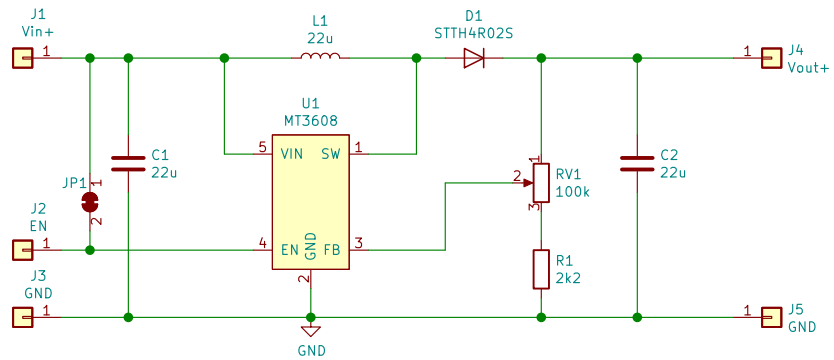 J1
Vin+
1
L1
22u
D1
STTH4R02S
1
J4
Vout+
U1
MT3608
5
VIN
SW
1
C1
22u
JP1
1
2
1
2
3
RV1
100k
C2
22u
J2
EN
1
4
EN
GND
FB
3
2
R1
2k2
J3
GND
1
GND
1
J5
GND